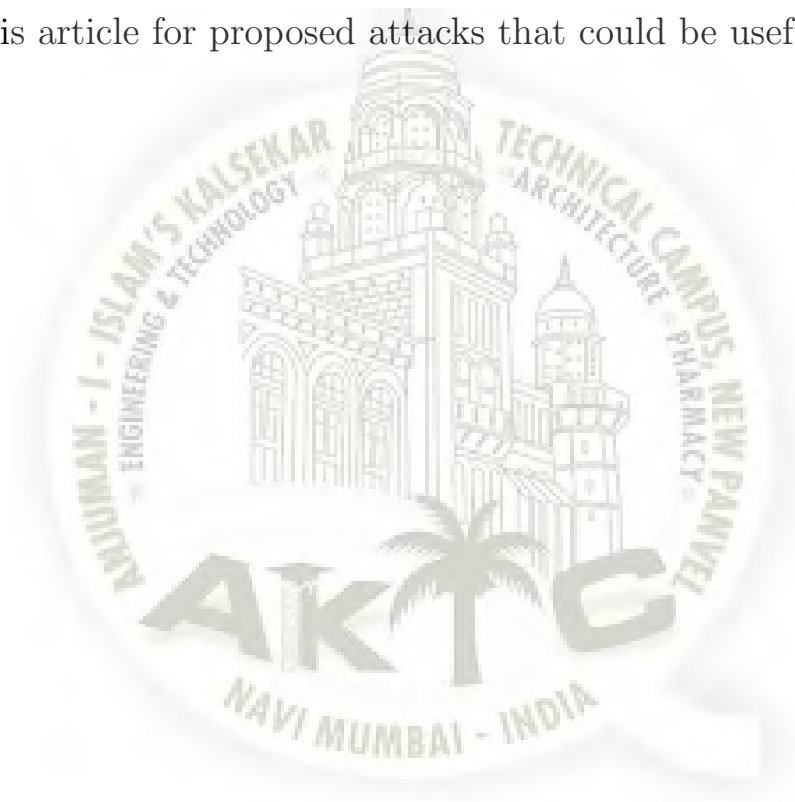 is article for proposed attacks that could be usef
ANJUMAN - I - ISLAM'S KALSEKAR TECHNICAL CAMPUS, NEW PANVEL
ENGINEERING & TECHNOLOGY ARCHITECTURE PHARMACY
AKTC
NAVI MUMBAI - INDIA